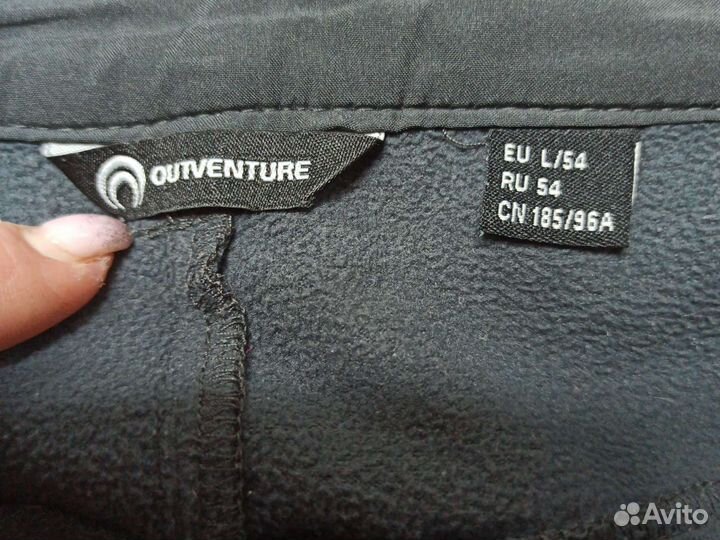 OUTVENTURE
EU L/54
RU 54
CN 185/96A
Avito